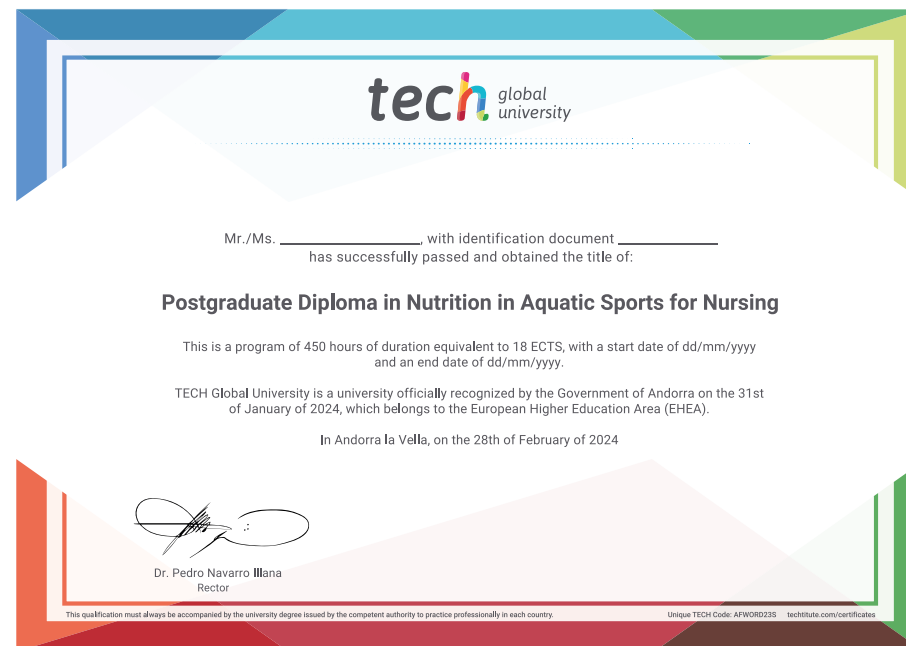 tech global
university
Mr./Ms. ____________, with identification document ____________
has successfully passed and obtained the title of:
Postgraduate Diploma in Nutrition in Aquatic Sports for Nursing
This is a program of 450 hours of duration equivalent to 18 ECTS, with a start date of dd/mm/yyyy
and an end date of dd/mm/yyyy.
TECH Global University is a university officially recognized by the Government of Andorra on the 31st
of January of 2024, which belongs to the European Higher Education Area (EHEA).
In Andorra la Vella, on the 28th of February of 2024
Dr. Pedro Navarro Illana
Rector
This qualification must always be accompanied by the university degree issued by the competent authority to practice professionally in each country. Unique TECH Code: AFWORD23S techtitute.com/certificates